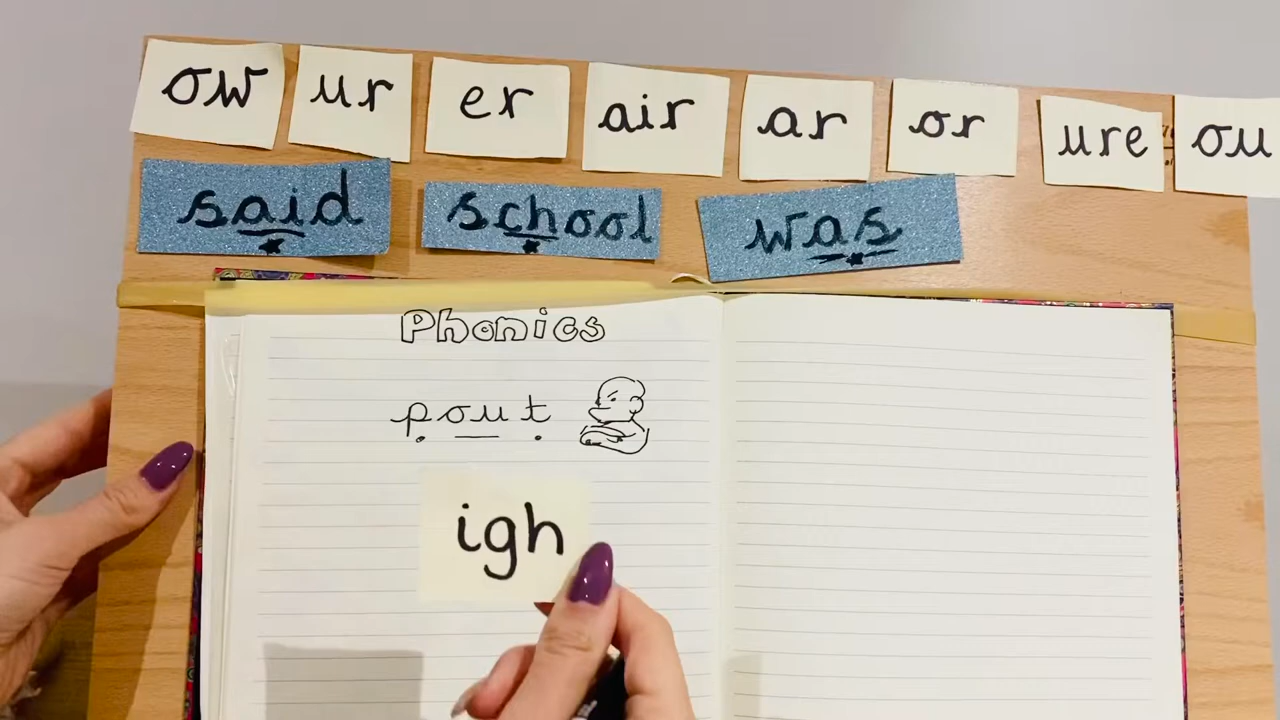 ow ur er air ar or ure ou
said school was
Phonics
pout
igh